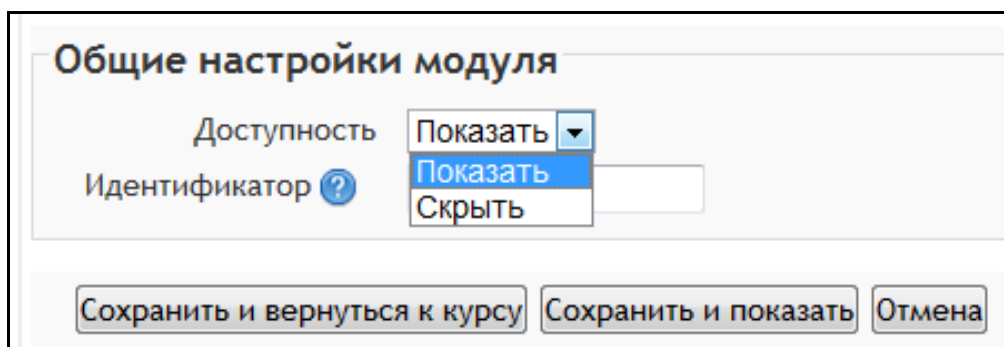 Общие настройки модуля
Доступность Показать
Показать
Идентификатор
Скрыть
Сохранить и вернуться к курсу Сохранить и показать Отмена